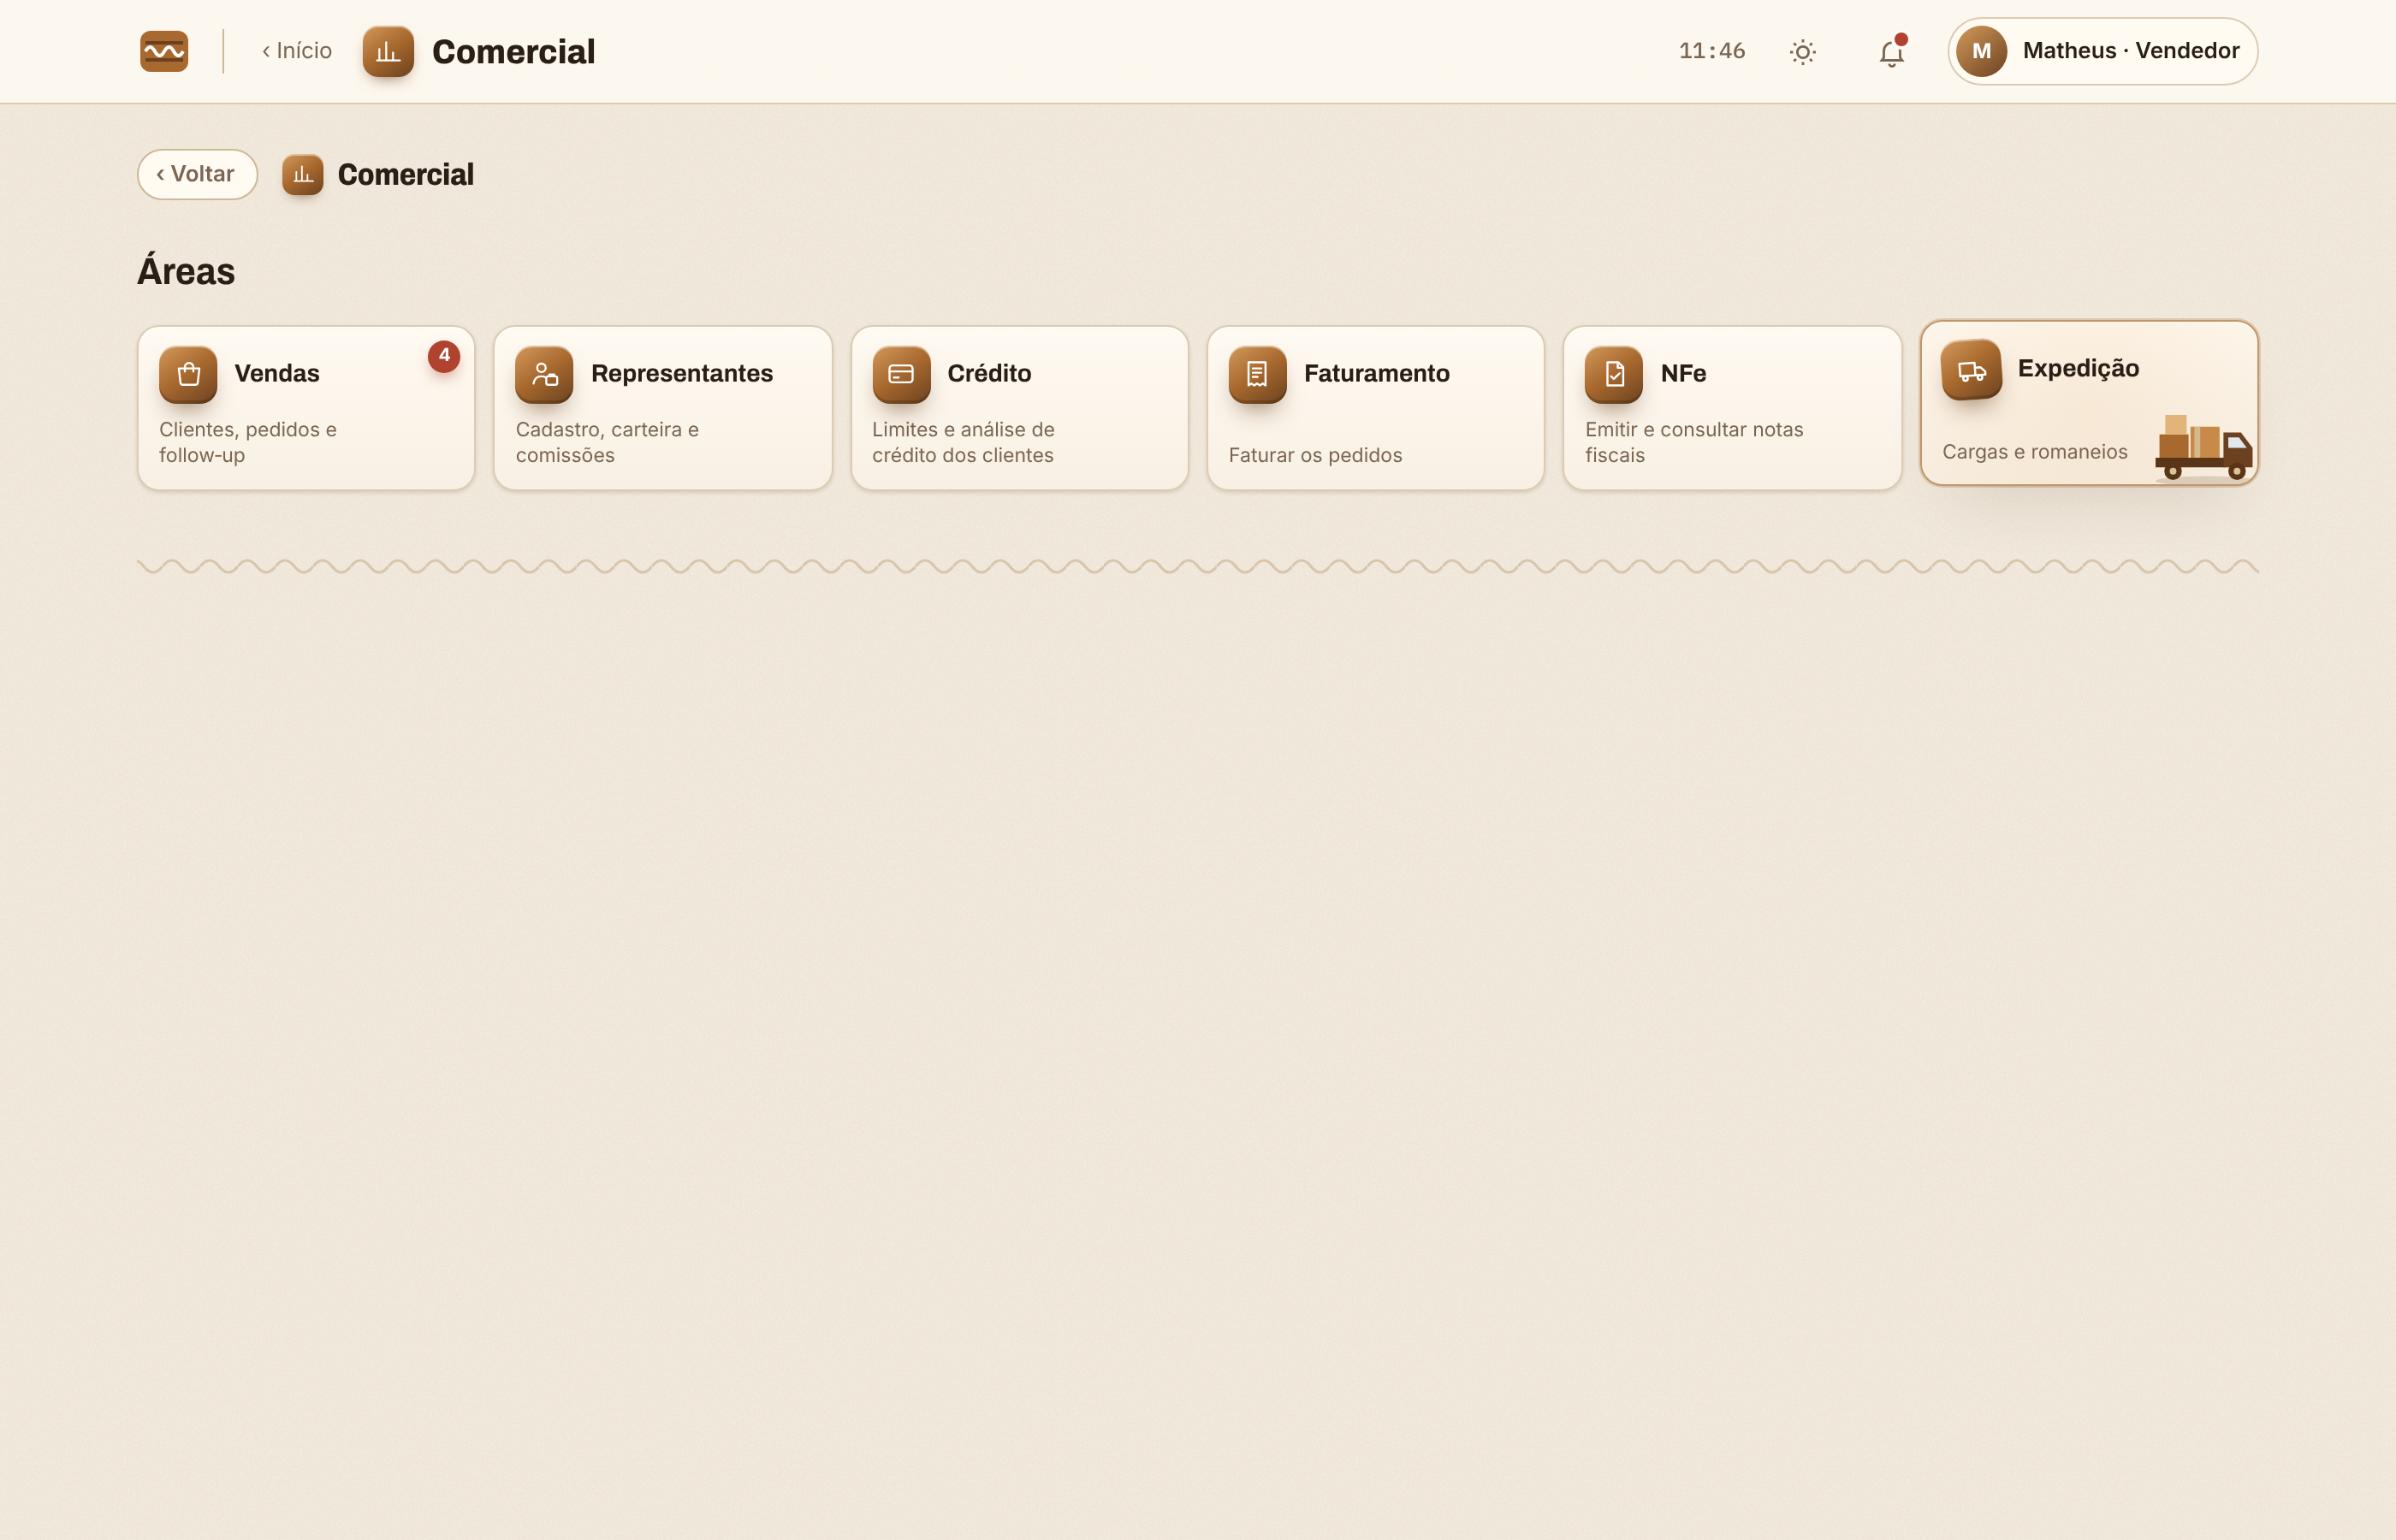 ‹ Início
Comercial
11:46
M
Matheus · Vendedor
‹ Voltar
Comercial
Áreas
Vendas
4
Clientes, pedidos e
follow-up
Representantes
Cadastro, carteira e
comissões
Crédito
Limites e análise de
crédito dos clientes
Faturamento
Faturar os pedidos
NFe
Emitir e consultar notas
fiscais
Expedição
Cargas e romaneios